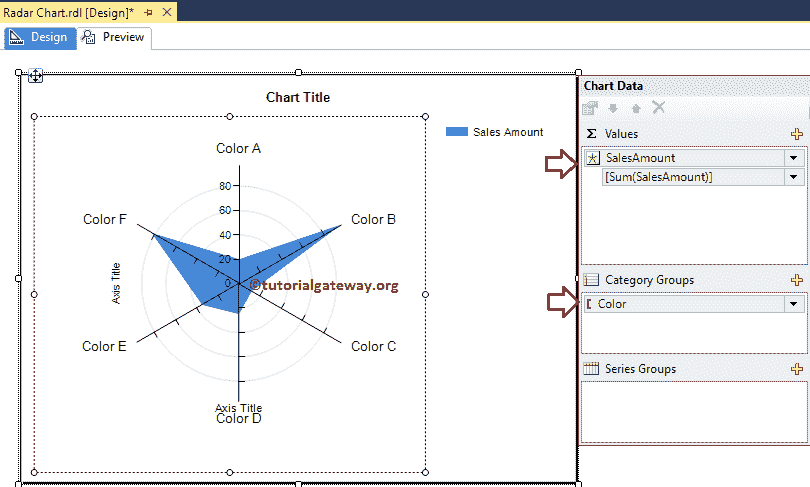 Radar Chart.rdl [Design]*
Design
Preview
Chart Title
Sales Amount
Color A
80
60
40
20
0
Color F
Color B
Axis Title
©tutorialgateway.org
Color E
Color C
Axis Title
Color D
Chart Data
Σ Values
SalesAmount
[Sum(SalesAmount)]
Category Groups
Color
Series Groups